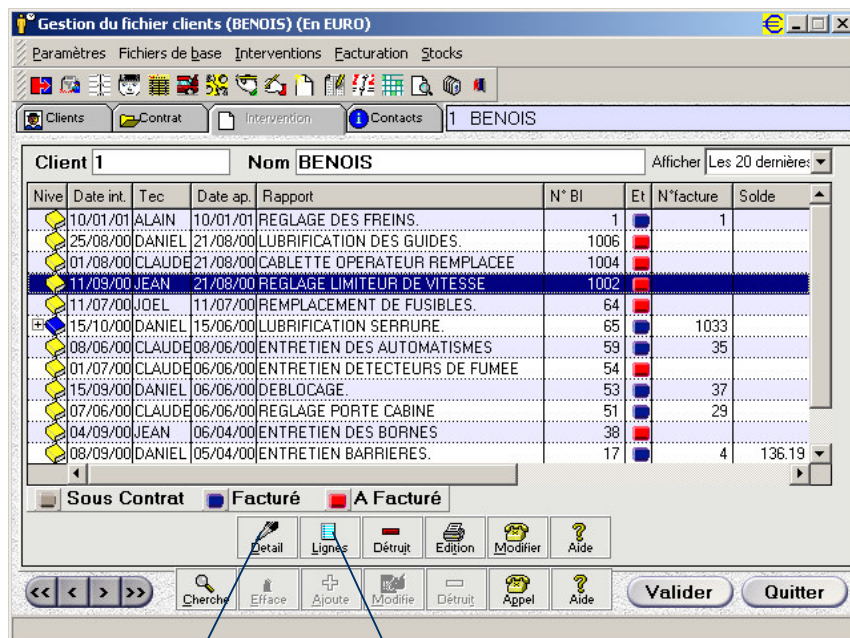 Gestion du fichier clients (BENOIS) (En EURO)
Paramètres Fichiers de base Interventions Facturation Stocks
Clients Contrat Intervention Contacts 1 BENOIS
Client 1 Nom BENOIS Afficher Les 20 dernière:
Nive Date int. Tec Date ap. Rapport N° BI Et N°facture Solde
10/01/01 ALAIN 10/01/01 REGLAGE DES FREINS. 1 1
25/08/00 DANIEL 21/08/00 LUBRIFICATION DES GUIDES. 1006
01/08/00 CLAUDE 21/08/00 CABLETTE OPERATEUR REMPLACEE 1004
11/09/00 JEAN 21/08/00 REGLAGE LIMITEUR DE VITESSE 1002
11/07/00 JOEL 11/07/00 REMPLACEMENT DE FUSIBLES. 64
15/10/00 DANIEL 15/06/00 LUBRIFICATION SERRURE. 65 1033
08/06/00 CLAUDE 08/06/00 ENTRETIEN DES AUTOMATISMES 59 35
01/07/00 CLAUDE 06/06/00 ENTRETIEN DETECTEURS DE FUMEE 54
15/09/00 DANIEL 06/06/00 DEBLOCAGE. 53 37
07/06/00 CLAUDE 06/06/00 REGLAGE PORTE CABINE 51 29
04/09/00 JEAN 06/04/00 ENTRETIEN DES BORNES 38
08/09/00 DANIEL 05/04/00 ENTRETIEN BARRIERES. 17 4 136.19
Sous Contrat Facturé A Facturé
Detail Lignes Détruit Edition Modifier Aide
<< < > >> Cherche Efface Ajoute Modifie Détruit Appel Aide Valider Quitter